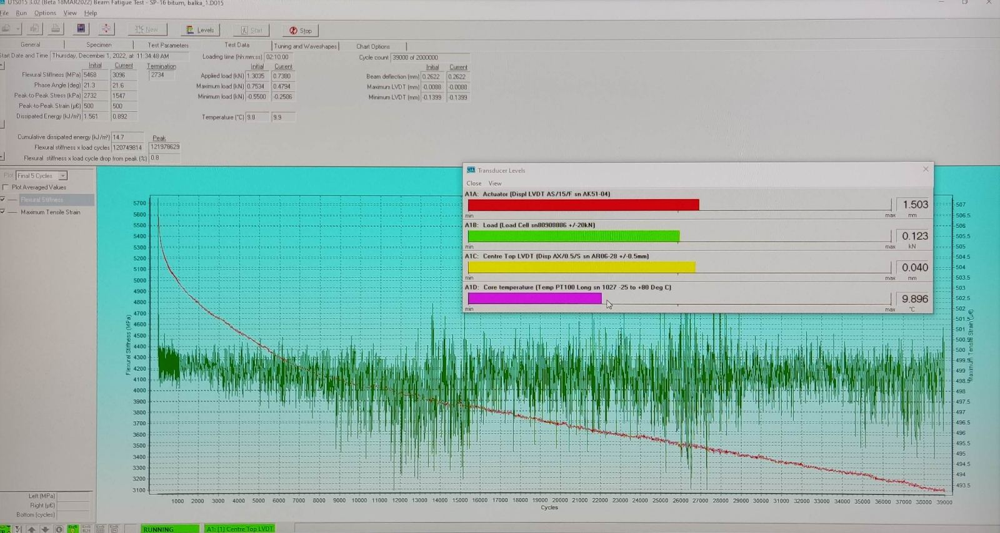 UTS015 3.02 (Beta 18MAR2022) Beam Fatigue Test - SP-16 bitum, balka_1.D015
File Run Options View Help
New Levels Start Stop
General Specimen Test Parameters Test Data Tuning and Waveshapes Chart Options
Start Date and Time Thursday, December 1, 2022, at 11:34:48 AM
Initial Current Termination
Flexural Stiffness (MPa) 5468 3096 2734
Phase Angle (deg) 21.3 21.6
Peak-to-Peak Stress (kPa) 2732 1547
Peak-to-Peak Strain (µє) 500 500
Dissipated Energy (kJ/m³) 1.561 0.892
Cumulative dissipated energy (kJ/m³) 14.7
Peak
Flexural stiffness x load cycles 120749814 121978629
Flexural stiffness x load cycle drop from peak (%) 0.8
Loading time (hh:mm:ss) 02:10:00
Initial Current
Applied load (kN) 1.3035 0.7380
Maximum load (kN) 0.7534 0.4794
Minimum load (kN) -0.5500 -0.2586
Temperature (°C) 9.8 9.9
Cycle count 39000 of 2000000
Initial Current
Beam deflection (mm) 0.2622 0.2622
Maximum LVDT (mm) -0.0088 -0.0088
Minimum LVDT (mm) -0.1399 -0.1399
Plot Final 5 Cycles
Plot Averaged Values
Flexural Stiffness
Maximum Tensile Strain
Left (MPa)
Right (µє)
Bottom (cycles)
Transducer Levels
Close View
A1A: Actuator (Displ LVDT AS/15/F sn AK51-04)
1.503
min max mm
A1B: Load (Load Cell sn80908886 +/-20kN)
0.123
min max kN
A1C: Centre Top LVDT (Disp AX/0.5/S sn AR06-28 +/-0.5mm)
0.040
min max mm
A1D: Core temperature (Temp PT100 Long sn 1027 -25 to +80 Deg C)
9.896
min max °C
Flexural Stiffness (MPa)
5700
5600
5500
5400
5300
5200
5100
5000
4900
4800
4700
4600
4500
4400
4300
4200
4100
4000
3900
3800
3700
3600
3500
3400
3300
3200
3100
507
506.5
506
505.5
505
504.5
504
503.5
503
502.5
502
501.5
501
500.5
500
499.5
499
498.5
498
497.5
497
496.5
496
495.5
495
494.5
494
493.5
Maximum Tensile Strain (µє)
1000 2000 3000 4000 5000 6000 7000 8000 9000 10000 11000 12000 13000 14000 15000 16000 17000 18000 19000 20000 21000 22000 23000 24000 25000 26000 27000 28000 29000 30000 31000 32000 33000 34000 35000 36000 37000 38000 39000
Cycles
RUNNING A1: [1] Centre Top LVDT